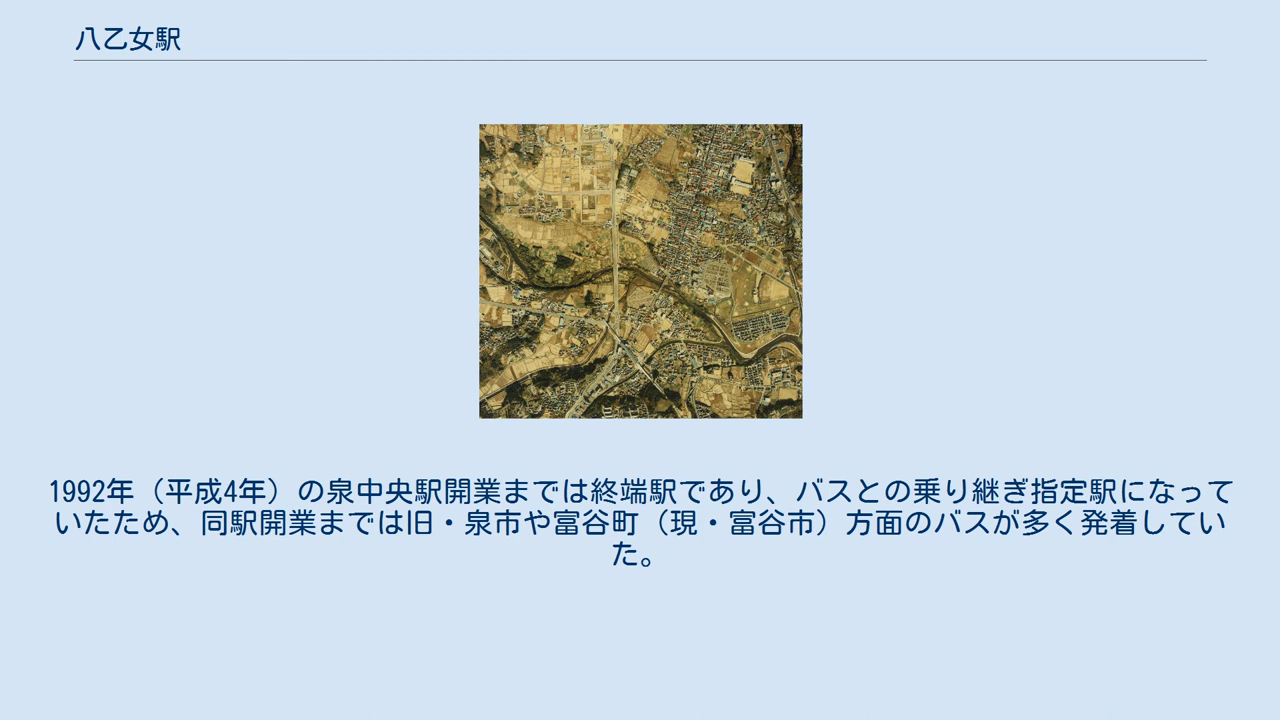 八乙女駅
1992年（平成4年）の泉中央駅開業までは終端駅であり、バスとの乗り継ぎ指定駅になって
いたため、同駅開業までは旧・泉市や富谷町（現・富谷市）方面のバスが多く発着してい
た。